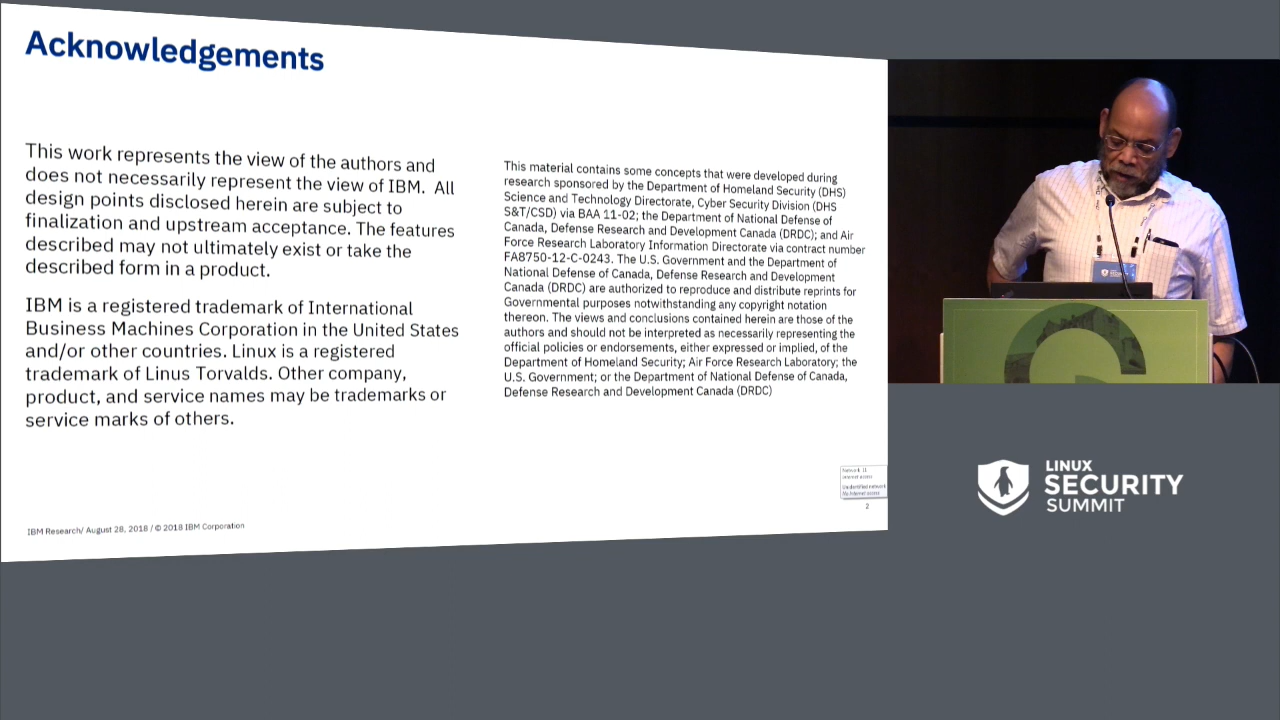 Acknowledgements
This work represents the view of the authors and
does not necessarily represent the view of IBM.  All
design points disclosed herein are subject to
finalization and upstream acceptance. The features
described may not ultimately exist or take the
described form in a product.
IBM is a registered trademark of International
Business Machines Corporation in the United States
and/or other countries. Linux is a registered
trademark of Linus Torvalds. Other company,
product, and service names may be trademarks or
service marks of others.
This material contains some concepts that were developed during
research sponsored by the Department of Homeland Security (DHS)
Science and Technology Directorate, Cyber Security Division (DHS
S&T/CSD) via BAA 11-02; the Department of National Defense of
Canada, Defense Research and Development Canada (DRDC); and Air
Force Research Laboratory Information Directorate via contract number
FA8750-12-C-0243. The U.S. Government and the Department of
National Defense of Canada, Defense Research and Development
Canada (DRDC) are authorized to reproduce and distribute reprints for
Governmental purposes notwithstanding any copyright notation
thereon. The views and conclusions contained herein are those of the
authors and should not be interpreted as necessarily representing the
official policies or endorsements, either expressed or implied, of the
Department of Homeland Security; Air Force Research Laboratory; the
U.S. Government; or the Department of National Defense of Canada,
Defense Research and Development Canada (DRDC)
Network 11
Internet access
Unidentified network
No Internet access
2
IBM Research/ August 28, 2018 / © 2018 IBM Corporation
LINUX
SECURITY
SUMMIT